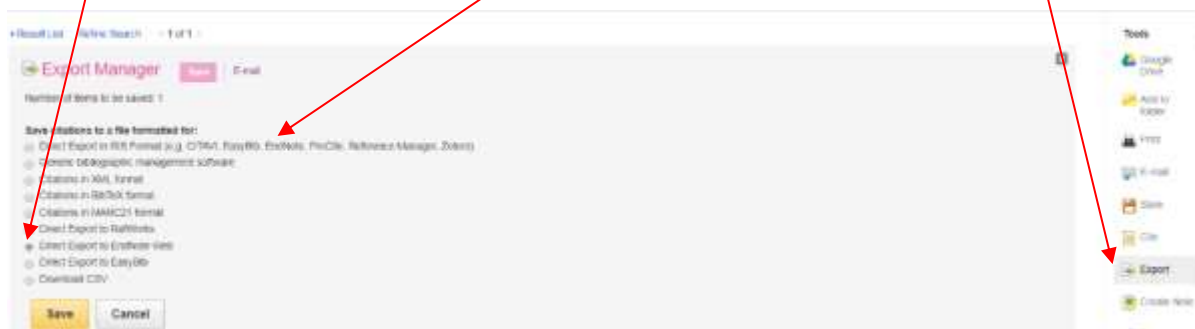 Result List Refine Search 1 of 1
Tools
Export Manager Save E-mail
Google Drive
Number of items to be saved: 1
Add to folder
Save citations to a file formatted for:
Direct Export in RIS Format (e.g. CITAVI, EasyBib, EndNote, ProCite, Reference Manager, Zotero)
Print
Generic bibliographic management software
Citations in XML format
E-mail
Citations in BibTeX format
Citations in MARC21 format
Save
Direct Export to RefWorks
Direct Export to EndNote Web
Cite
Direct Export to EasyBib
Download CSV
Export
Save Cancel
Create Note